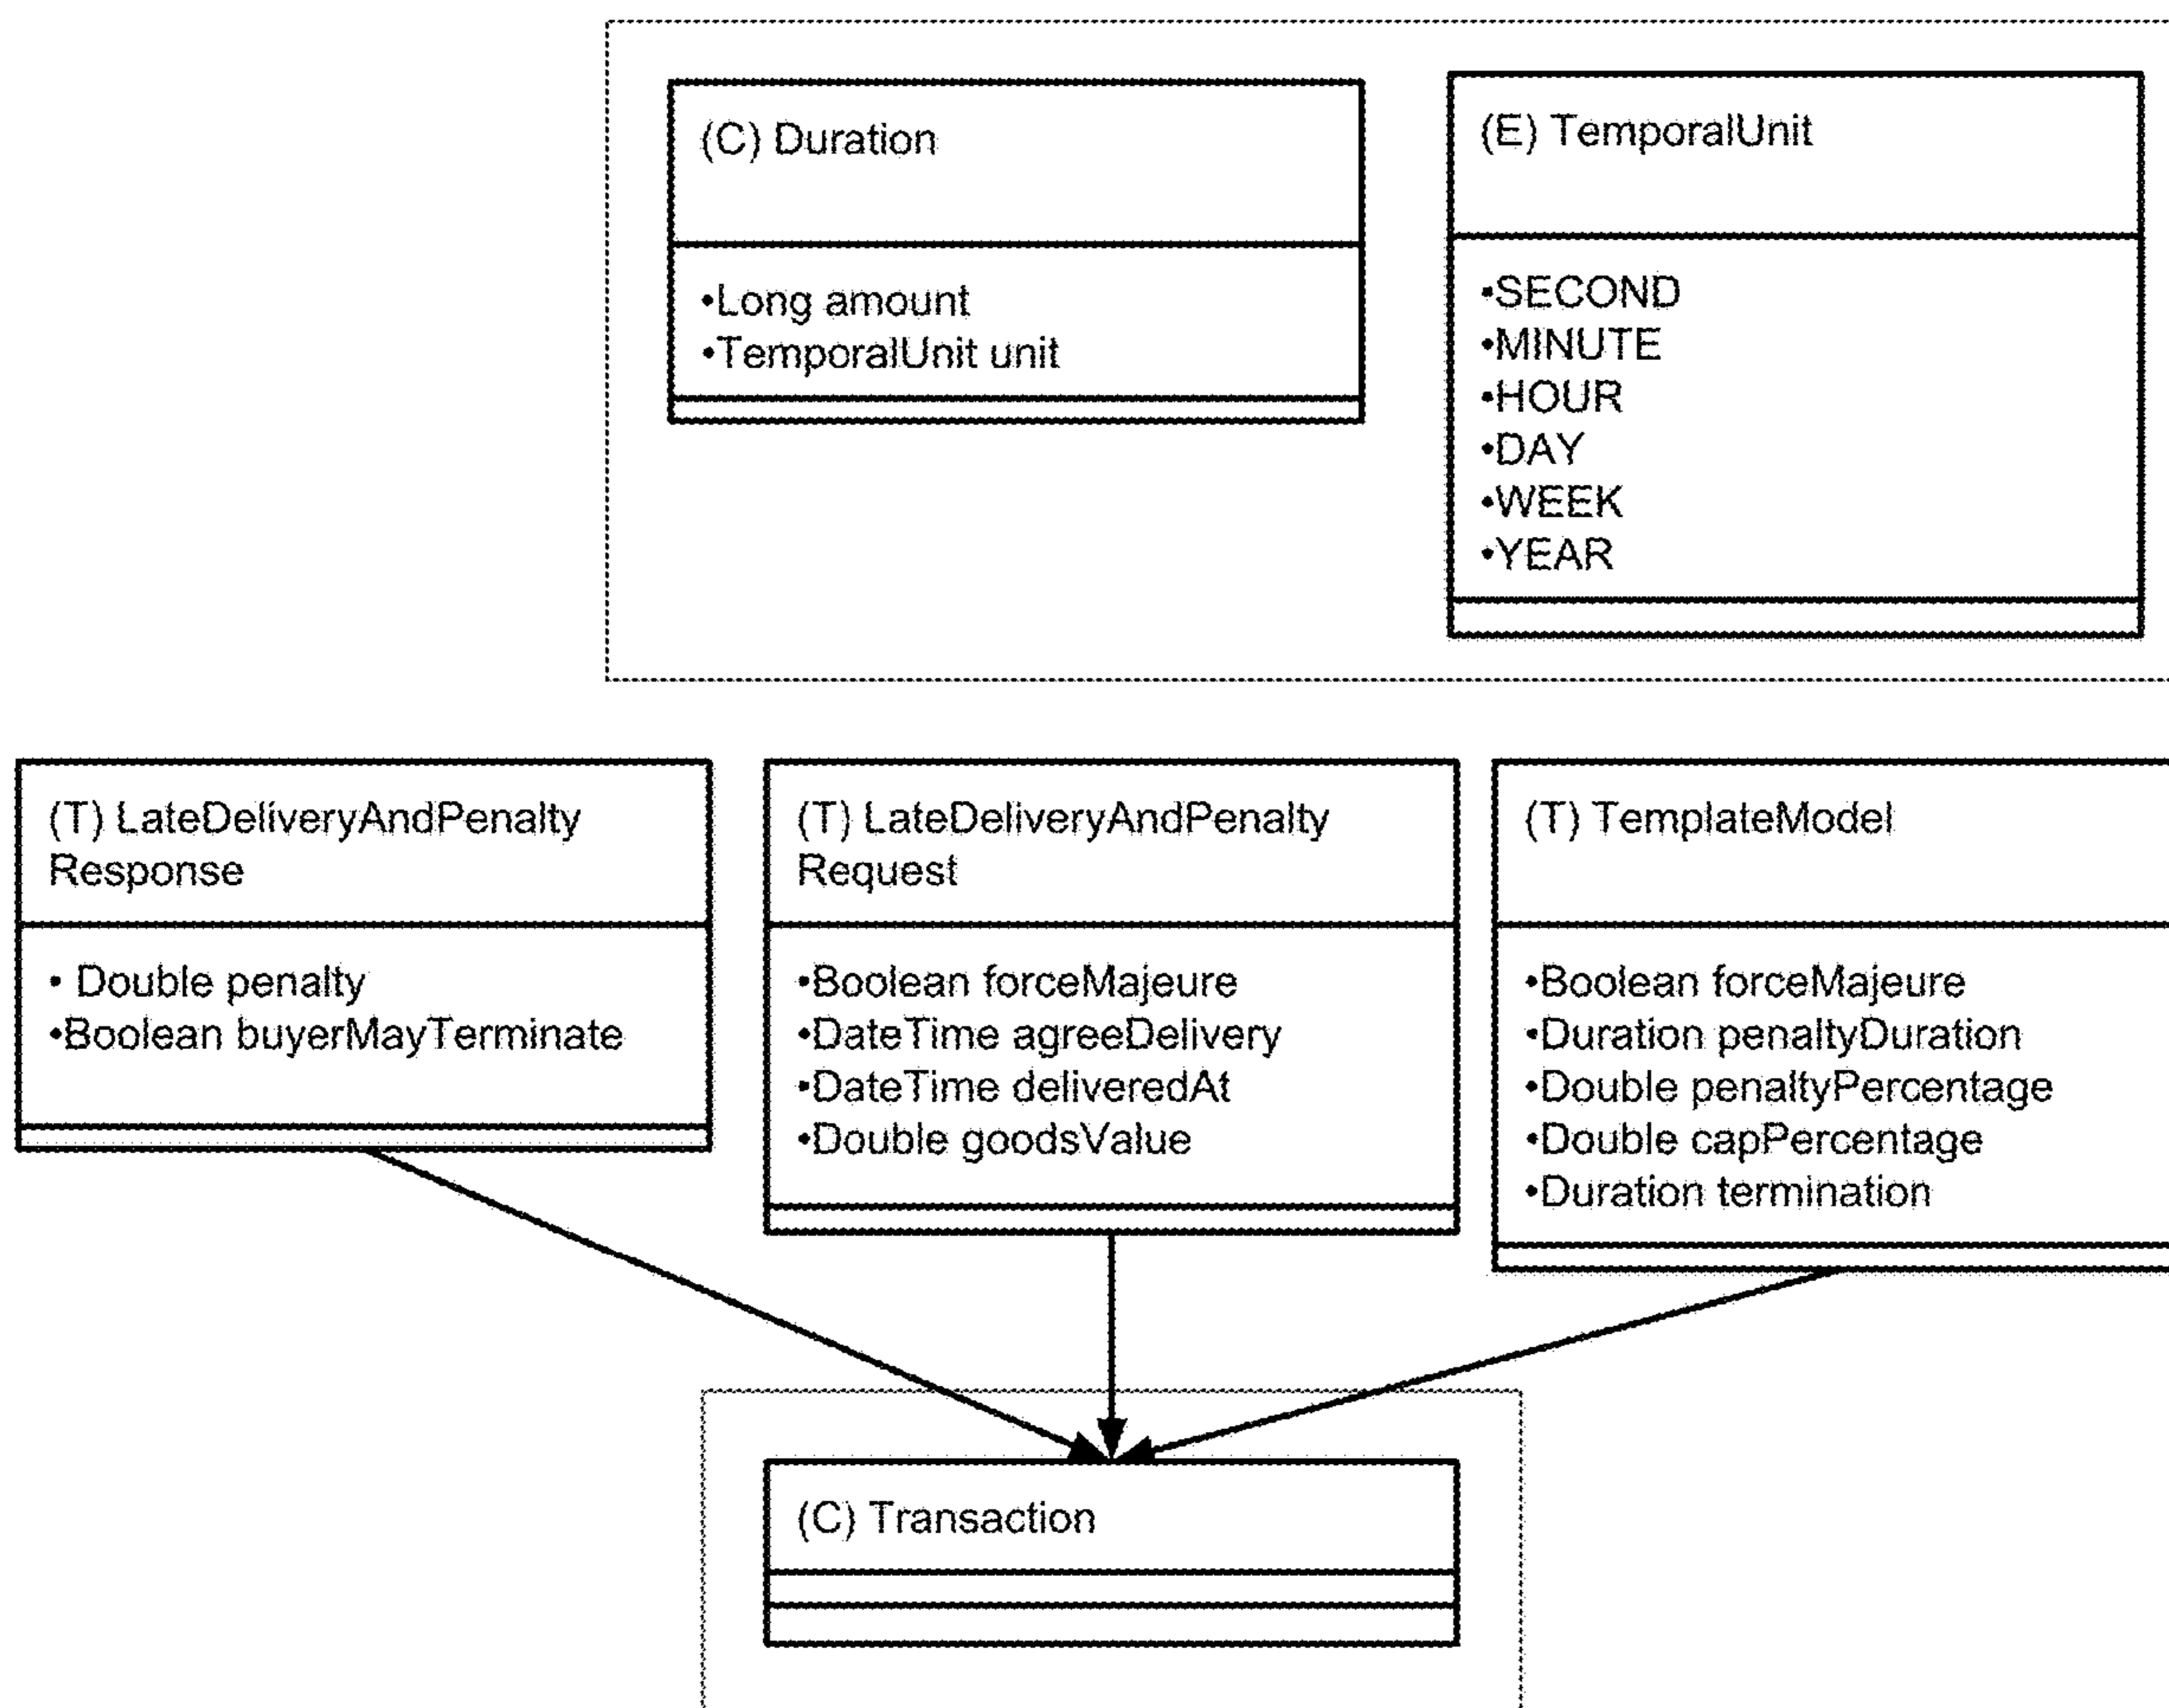 (C) Duration
•Long amount
•TemporalUnit unit
(E) TemporalUnit
•SECOND
•MINUTE
•HOUR
•DAY
•WEEK
•YEAR
(T) LateDeliveryAndPenalty
Response
• Double penalty
•Boolean buyerMayTerminate
(T) LateDeliveryAndPenalty
Request
•Boolean forceMajeure
•DateTime agreeDelivery
•DateTime deliveredAt
•Double goodsValue
(T) TemplateModel
•Boolean forceMajeure
•Duration penaltyDuration
•Double penaltyPercentage
•Double capPercentage
•Duration termination
(C) Transaction